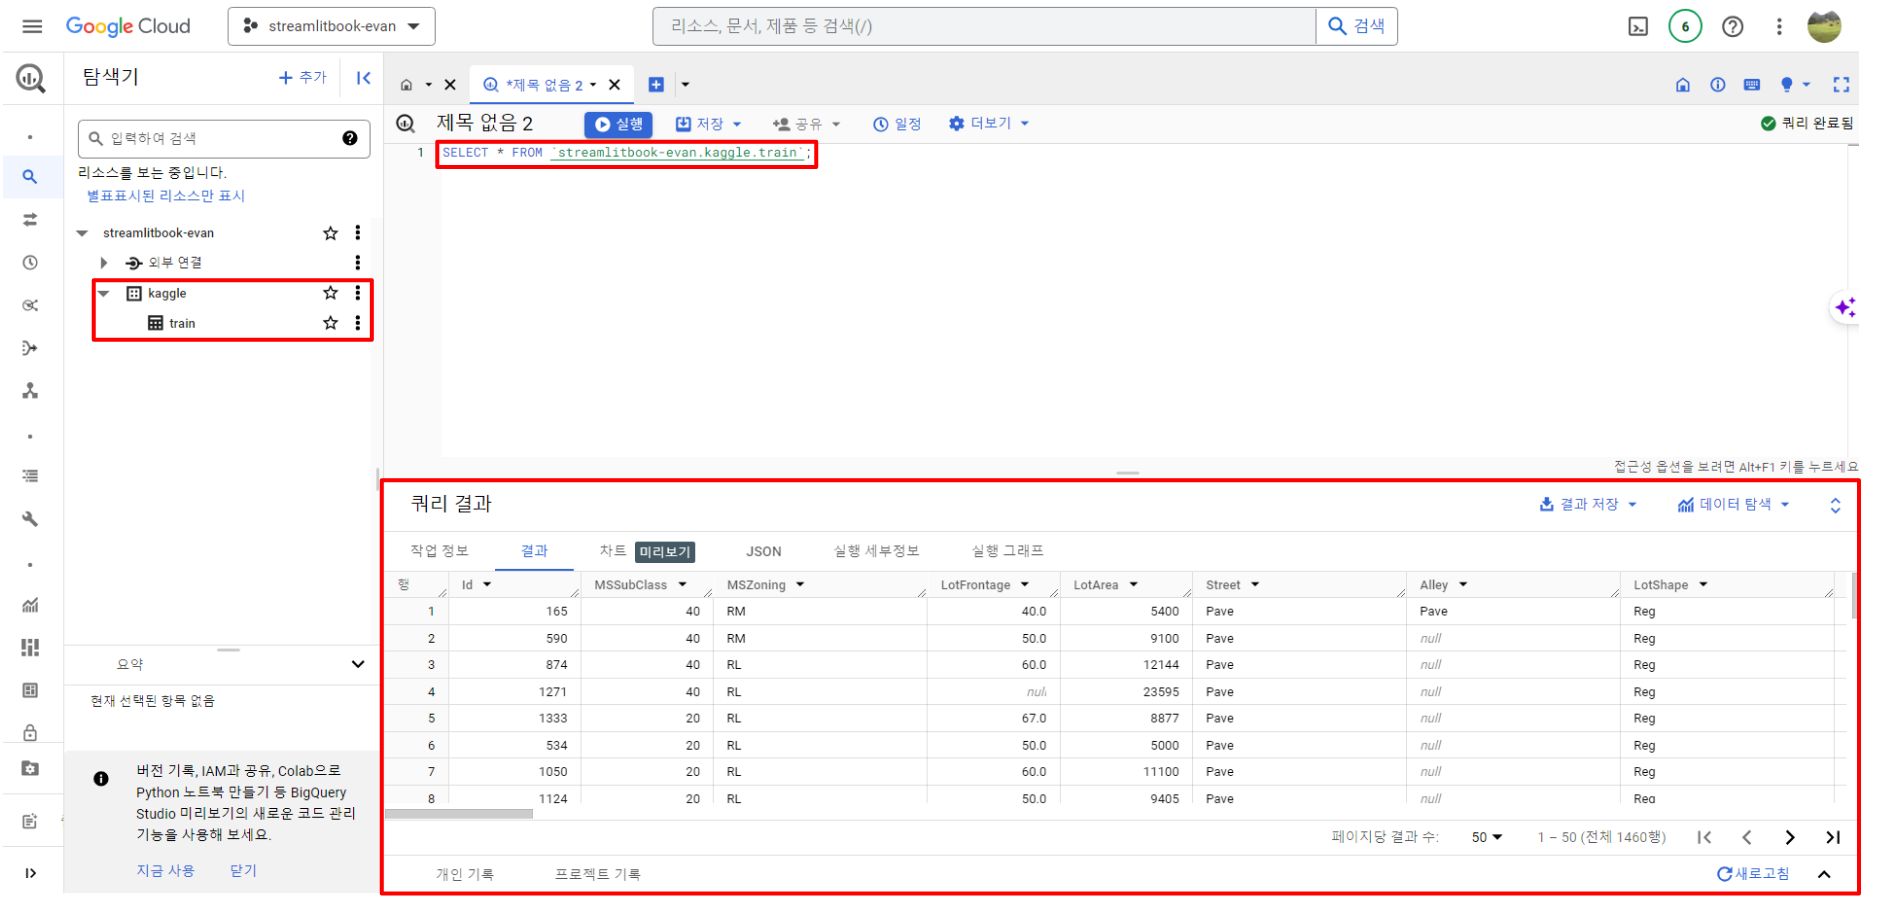 Google Cloud streamlitbook-evan 리소스, 문서, 제품 등 검색(/) 검색 6
탐색기 + 추가
입력하여 검색
리소스를 보는 중입니다.
별표표시된 리소스만 표시
streamlitbook-evan
외부 연결
kaggle
train
요약
현재 선택된 항목 없음
버전 기록, IAM과 공유, Colab으로
Python 노트북 만들기 등 BigQuery
Studio 미리보기의 새로운 코드 관리
기능을 사용해 보세요.
지금 사용 닫기
*제목 없음 2
제목 없음 2 실행 저장 공유 일정 더보기 쿼리 완료됨
1 SELECT * FROM `streamlitbook-evan.kaggle.train`;
접근성 옵션을 보려면 Alt+F1 키를 누르세요
쿼리 결과 결과 저장 데이터 탐색
작업 정보 결과 차트 미리보기 JSON 실행 세부정보 실행 그래프
행 Id MSSubClass MSZoning LotFrontage LotArea Street Alley LotShape
1 165 40 RM 40.0 5400 Pave Pave Reg
2 590 40 RM 50.0 9100 Pave null Reg
3 874 40 RL 60.0 12144 Pave null Reg
4 1271 40 RL null 23595 Pave null Reg
5 1333 20 RL 67.0 8877 Pave null Reg
6 534 20 RL 50.0 5000 Pave null Reg
7 1050 20 RL 60.0 11100 Pave null Reg
8 1124 20 RL 50.0 9405 Pave null Reg
페이지당 결과 수: 50 1 – 50 (전체 1460행)
개인 기록 프로젝트 기록 새로고침